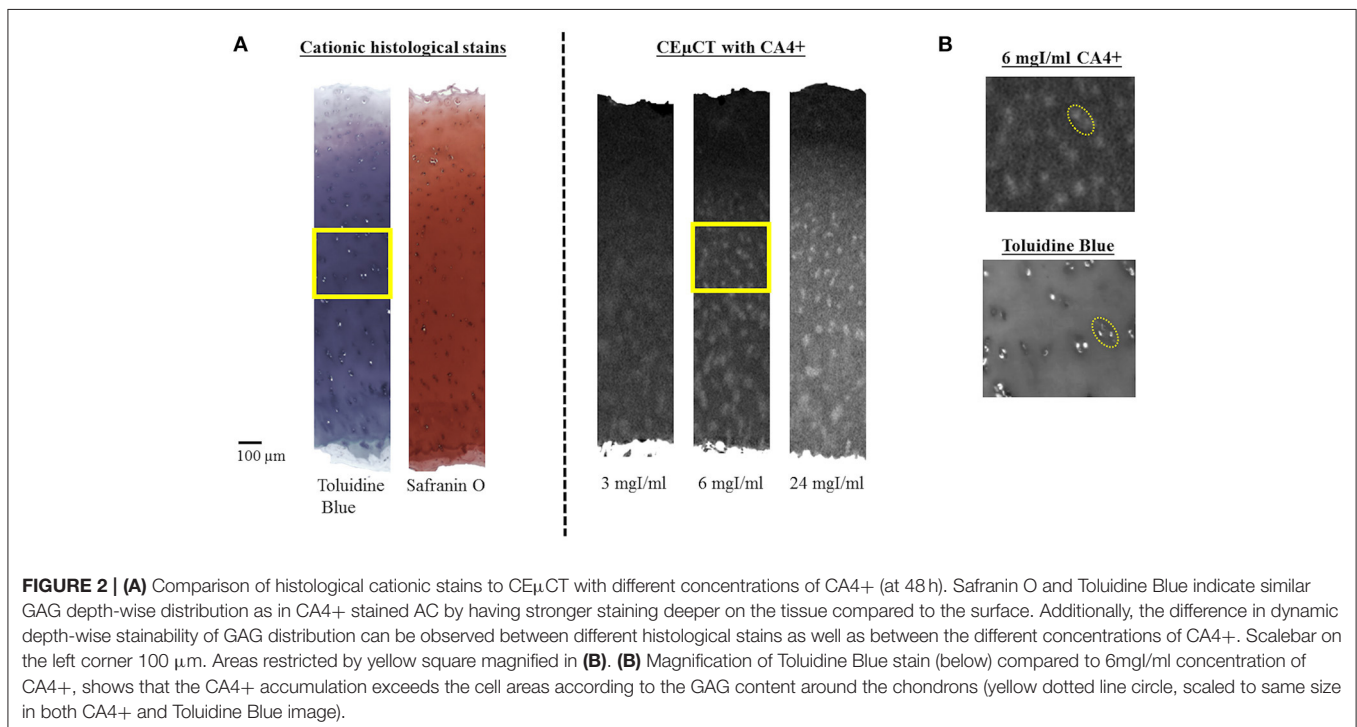 A
Cationic histological stains
CEμCT with CA4+
B
6 mgI/ml CA4+
Toluidine Blue
100 μm
Toluidine
Blue
Safranin O
3 mgI/ml
6 mgI/ml
24 mgI/ml
FIGURE 2 | (A) Comparison of histological cationic stains to CEμCT with different concentrations of CA4+ (at 48 h). Safranin O and Toluidine Blue indicate similar
GAG depth-wise distribution as in CA4+ stained AC by having stronger staining deeper on the tissue compared to the surface. Additionally, the difference in dynamic
depth-wise stainability of GAG distribution can be observed between different histological stains as well as between the different concentrations of CA4+. Scalebar on
the left corner 100 μm. Areas restricted by yellow square magnified in (B). (B) Magnification of Toluidine Blue stain (below) compared to 6mgI/ml concentration of
CA4+, shows that the CA4+ accumulation exceeds the cell areas according to the GAG content around the chondrons (yellow dotted line circle, scaled to same size
in both CA4+ and Toluidine Blue image).